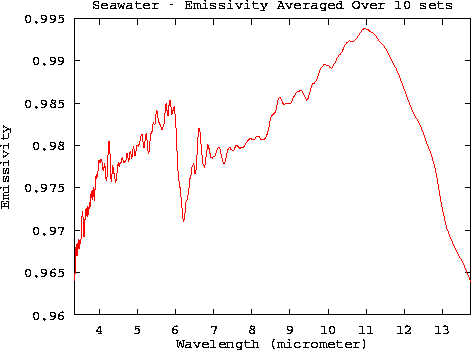 Seawater - Emissivity Averaged Over 10 sets
0.995
0.99
0.985
0.98
0.975
0.97
0.965
0.96
Emissivity
4 5 6 7 8 9 10 11 12 13
Wavelength (micrometer)